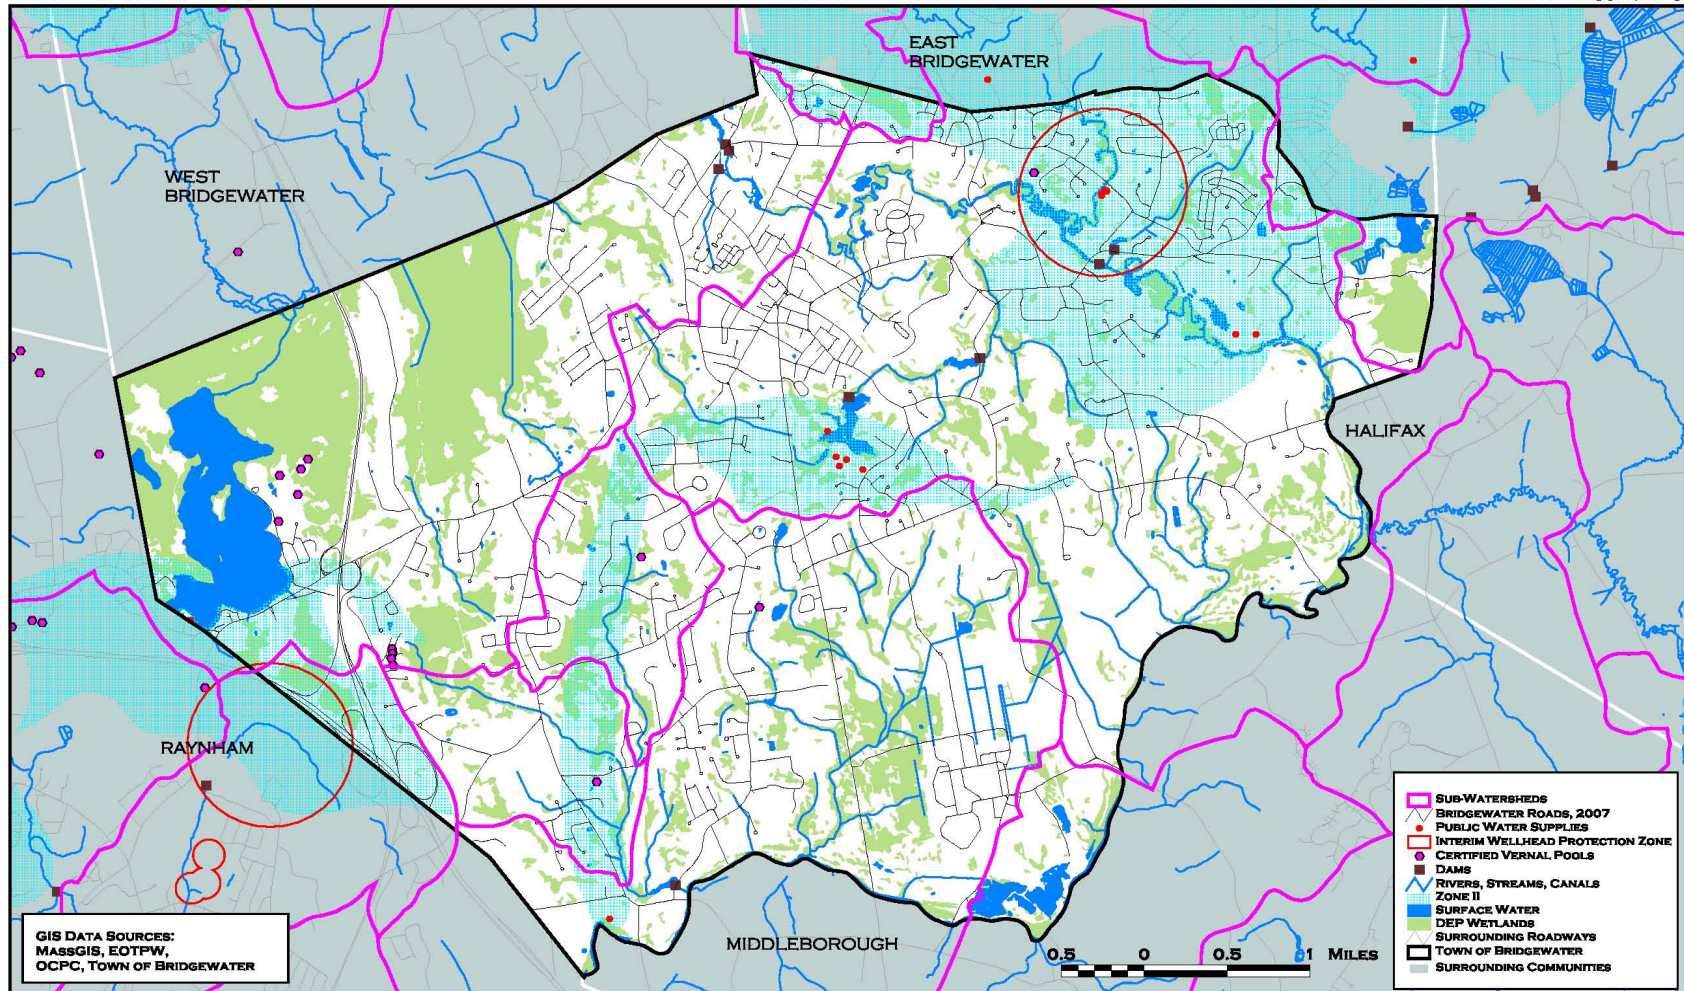 EAST
BRIDGEWATER
WEST
BRIDGEWATER
HALIFAX
RAYNHAM
MIDDLEBOROUGH
0.5 0 0.5 1 MILES
GIS DATA SOURCES:
MASSGIS, EOTPW,
OCPC, TOWN OF BRIDGEWATER
SUB-WATERSHEDS
BRIDGEWATER ROADS, 2007
PUBLIC WATER SUPPLIES
INTERIM WELLHEAD PROTECTION ZONE
CERTIFIED VERNAL POOLS
DAMS
RIVERS, STREAMS, CANALS
ZONE II
SURFACE WATER
DEP WETLANDS
SURROUNDING ROADWAYS
TOWN OF BRIDGEWATER
SURROUNDING COMMUNITIES